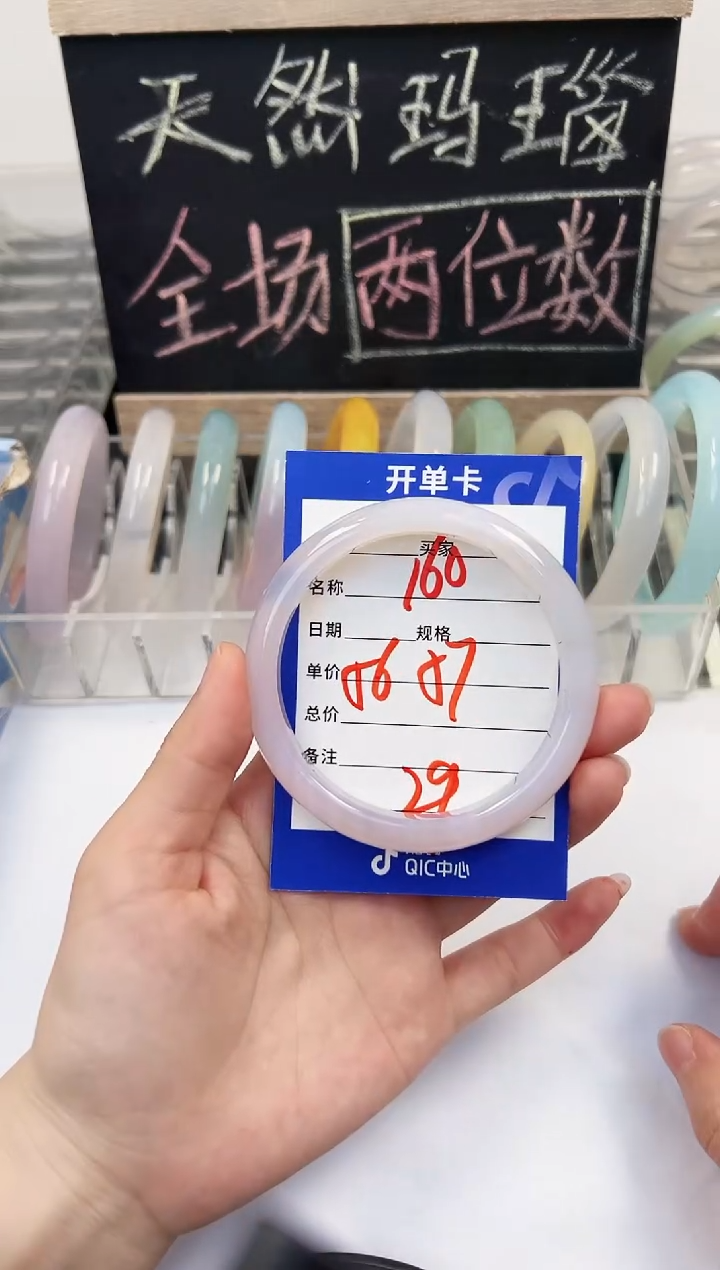 天然玛瑙
全场两位数
开单卡
买家
160
名称
日期 规格
单价 56 57
总价
备注
29
QIC中心